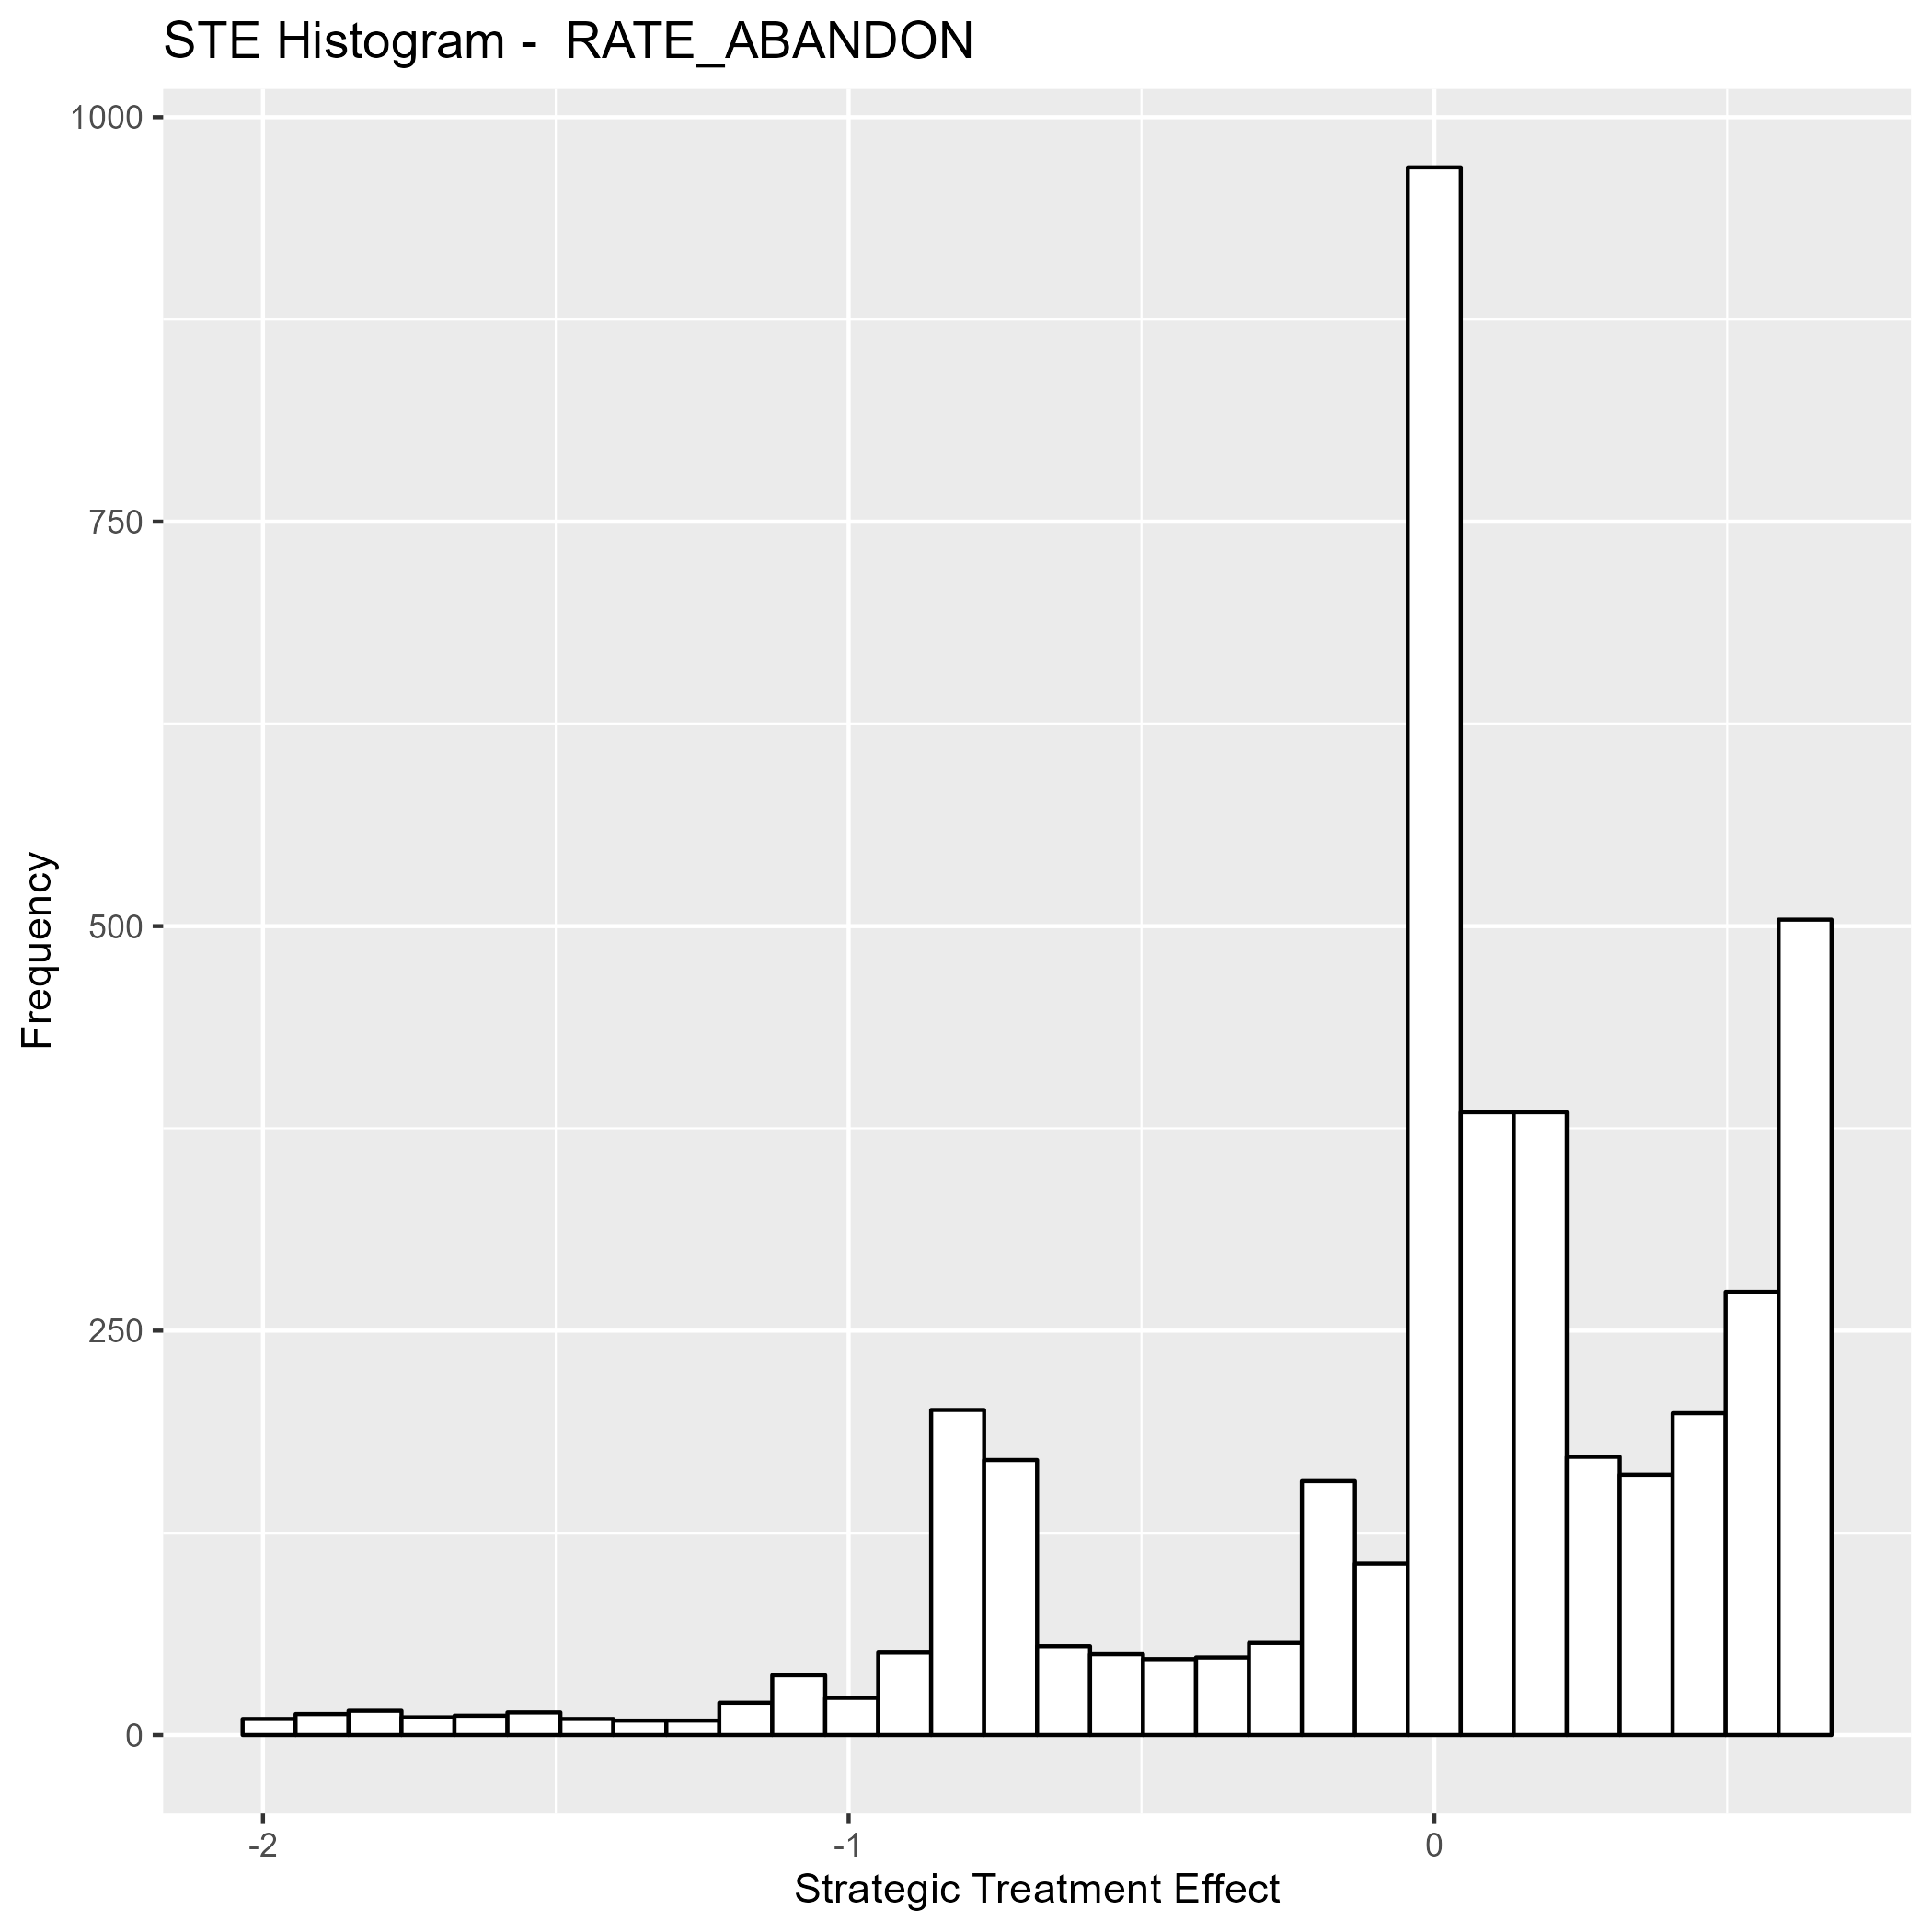 STE Histogram -  RATE_ABANDON
1000
750
500
250
0
Frequency
-2
-1
0
Strategic Treatment Effect